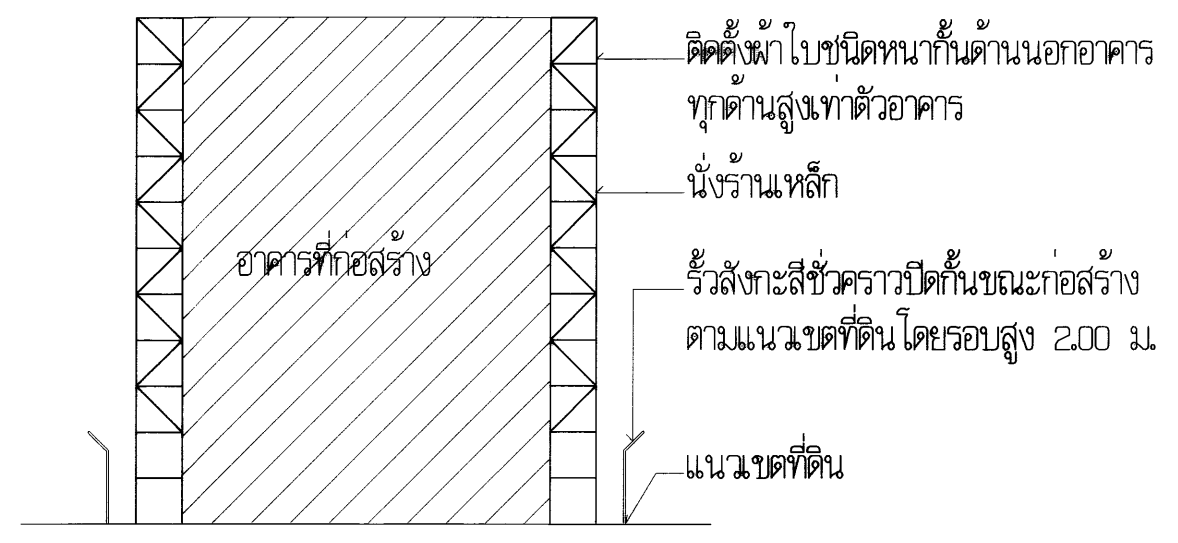 ติดตั้งผ้าใบชนิดหนากั้นด้านนอกอาคาร
ทุกด้านสูงเท่าตัวอาคาร
นั่งร้านเหล็ก
อาคารที่ก่อสร้าง
รั้วสังกะสีชั่วคราวปิดกั้นขณะก่อสร้าง
ตามแนวเขตที่ดินโดยรอบสูง 2.00 ม.
แนวเขตที่ดิน